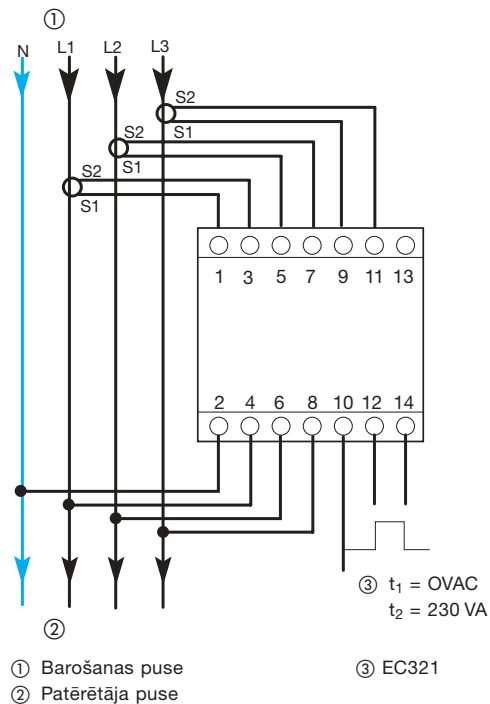 ①
N L1 L2 L3
S2
S1
S2
S1
S2
S1
1 3 5 7 9 11 13
2 4 6 8 10 12 14
③ t₁ = OVAC
t₂ = 230 VA
②
① Barošanas puse
② Patērētāja puse
③ EC321